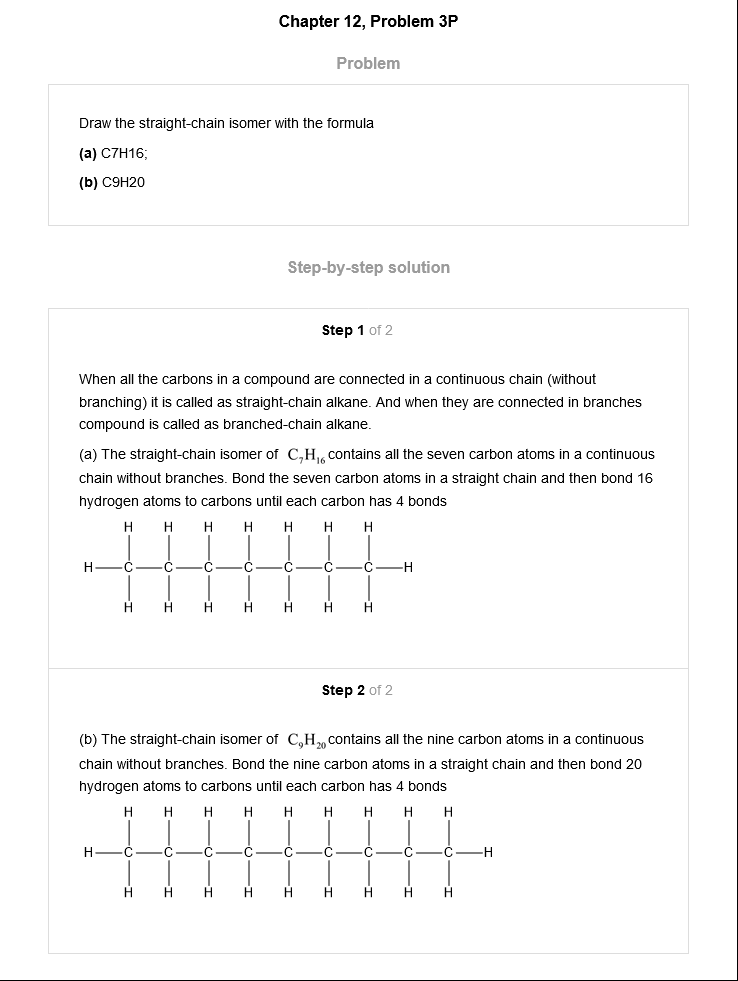 Chapter 12, Problem 3P
Problem
Draw the straight-chain isomer with the formula
(a) C7H16;
(b) C9H20
Step-by-step solution
Step 1 of 2
When all the carbons in a compound are connected in a continuous chain (without
branching) it is called as straight-chain alkane. And when they are connected in branches
compound is called as branched-chain alkane.
(a) The straight-chain isomer of C₇H₁₆ contains all the seven carbon atoms in a continuous
chain without branches. Bond the seven carbon atoms in a straight chain and then bond 16
hydrogen atoms to carbons until each carbon has 4 bonds
H H H H H H H
H C C C C C C C H
H H H H H H H
Step 2 of 2
(b) The straight-chain isomer of C₉H₂₀ contains all the nine carbon atoms in a continuous
chain without branches. Bond the nine carbon atoms in a straight chain and then bond 20
hydrogen atoms to carbons until each carbon has 4 bonds
H H H H H H H H H
H C C C C C C C C C H
H H H H H H H H H